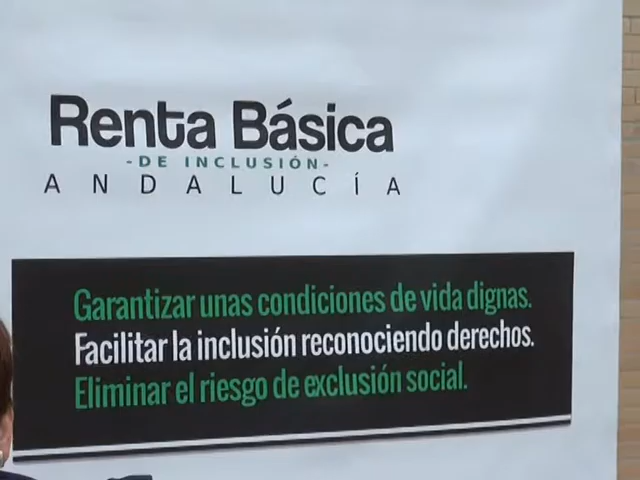 Renta Básica
-DE INCLUSIÓN-
ANDALUCÍA
Garantizar unas condiciones de vida dignas.
Facilitar la inclusión reconociendo derechos.
Eliminar el riesgo de exclusión social.